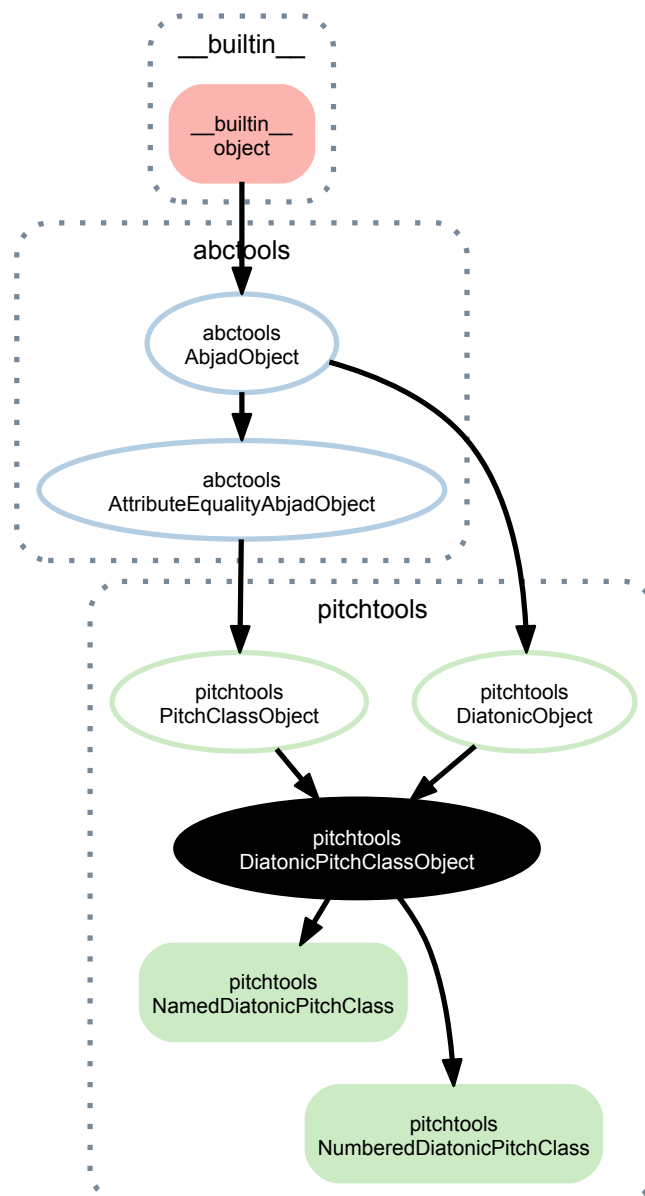 __builtin__
__builtin__
object
abctools
abctools
AbjadObject
abctools
AttributeEqualityAbjadObject
pitchtools
pitchtools
PitchClassObject
pitchtools
DiatonicObject
pitchtools
DiatonicPitchClassObject
pitchtools
NamedDiatonicPitchClass
pitchtools
NumberedDiatonicPitchClass